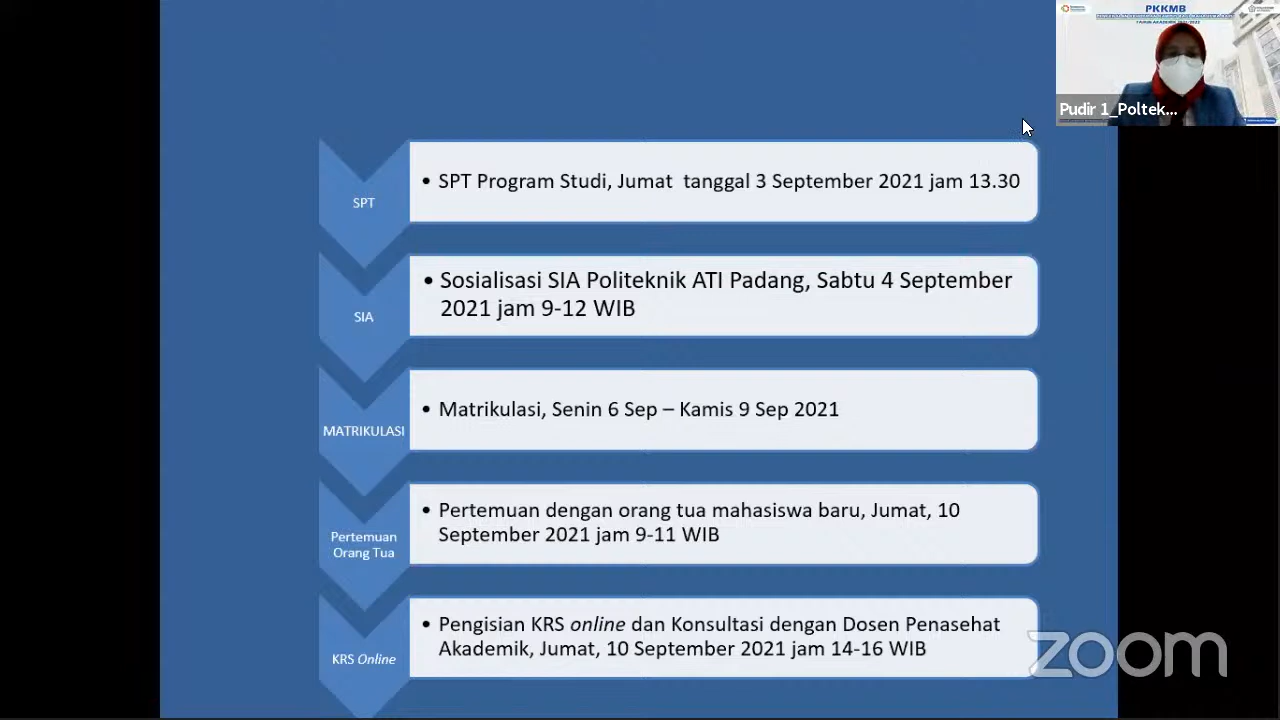 PKKMB
Pudir 1_Poltek...
SPT
• SPT Program Studi, Jumat tanggal 3 September 2021 jam 13.30
SIA
• Sosialisasi SIA Politeknik ATI Padang, Sabtu 4 September
2021 jam 9-12 WIB
MATRIKULASI
• Matrikulasi, Senin 6 Sep – Kamis 9 Sep 2021
Pertemuan
Orang Tua
• Pertemuan dengan orang tua mahasiswa baru, Jumat, 10
September 2021 jam 9-11 WIB
KRS Online
• Pengisian KRS online dan Konsultasi dengan Dosen Penasehat
Akademik, Jumat, 10 September 2021 jam 14-16 WIB
zoom